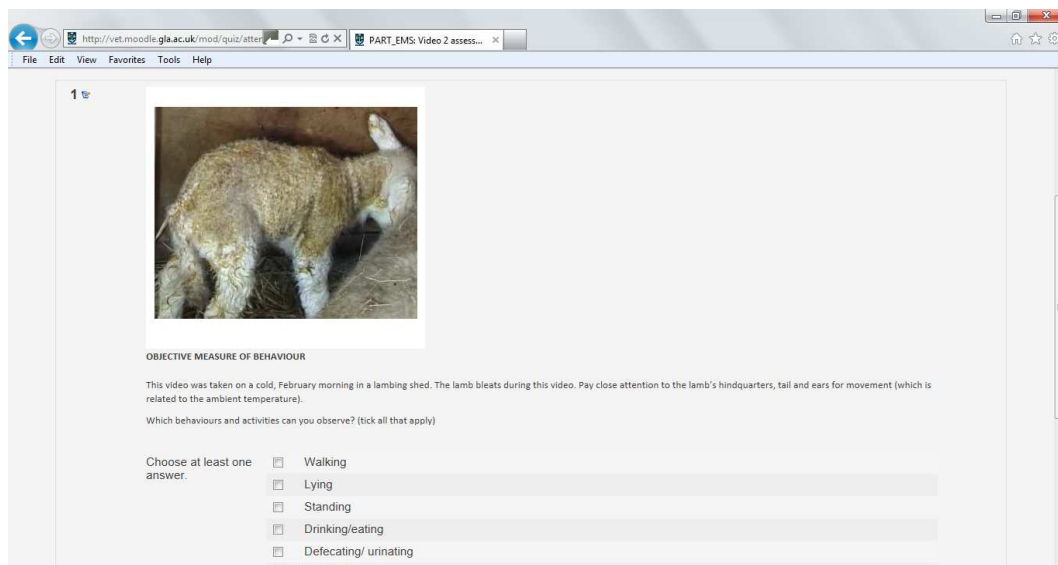 http://vet.moodle.gla.ac.uk/mod/quiz/atter
PART_EMS: Video 2 assess...
File Edit View Favorites Tools Help
1
OBJECTIVE MEASURE OF BEHAVIOUR
This video was taken on a cold, February morning in a lambing shed. The lamb bleats during this video. Pay close attention to the lamb's hindquarters, tail and ears for movement (which is
related to the ambient temperature).
Which behaviours and activities can you observe? (tick all that apply)
Choose at least one
answer.
Walking
Lying
Standing
Drinking/eating
Defecating/ urinating